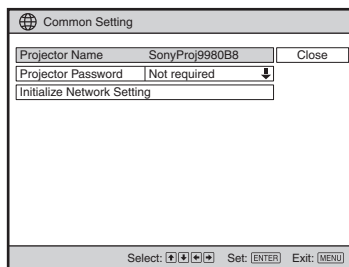 Common Setting
Projector Name SonyProj9980B8 Close
Projector Password Not required
Initialize Network Setting
Select: Set: ENTER Exit: MENU